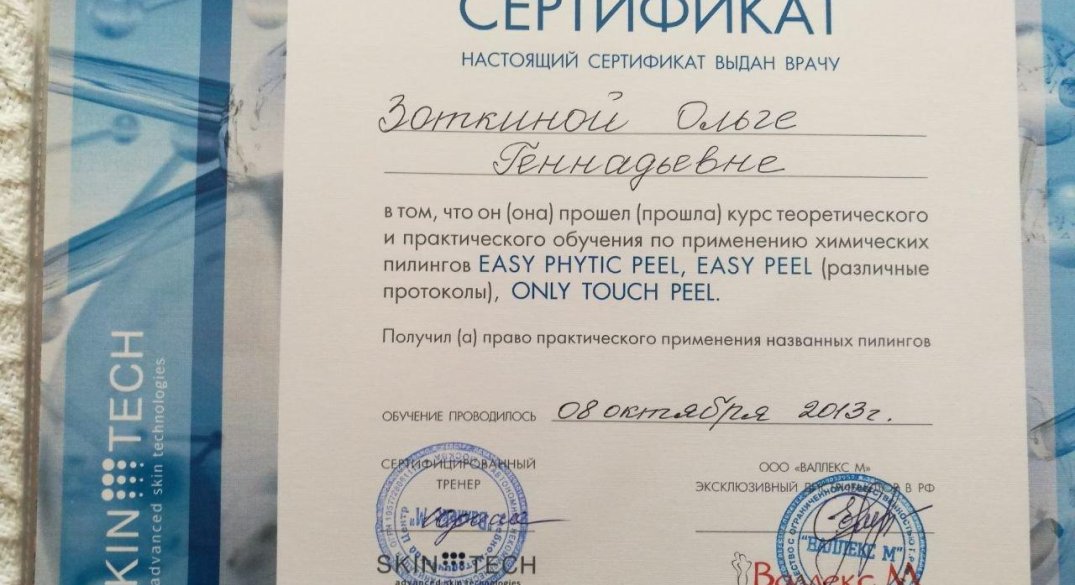 СЕРТИФИКАТ
НАСТОЯЩИЙ СЕРТИФИКАТ ВЫДАН ВРАЧУ
Зоткиной Ольге
Геннадьевне
в том, что он (она) прошел (прошла) курс теоретического
и практического обучения по применению химических
пилингов EASY PHYTIC PEEL, EASY PEEL (различные
протоколы), ONLY TOUCH PEEL.
Получил (а) право практического применения названных пилингов
ОБУЧЕНИЕ ПРОВОДИЛОСЬ 08 октября 2013г.
СЕРТИФИЦИРОВАННЫЙ
ТРЕНЕР
SKIN TECH
advanced skin technologies
ООО «ВАЛЛЕКС М»
ЭКСКЛЮЗИВНЫЙ В РФ
"ВАЛЛЕКС М"
Валлекс М
SKIN TECH
advanced skin technologies